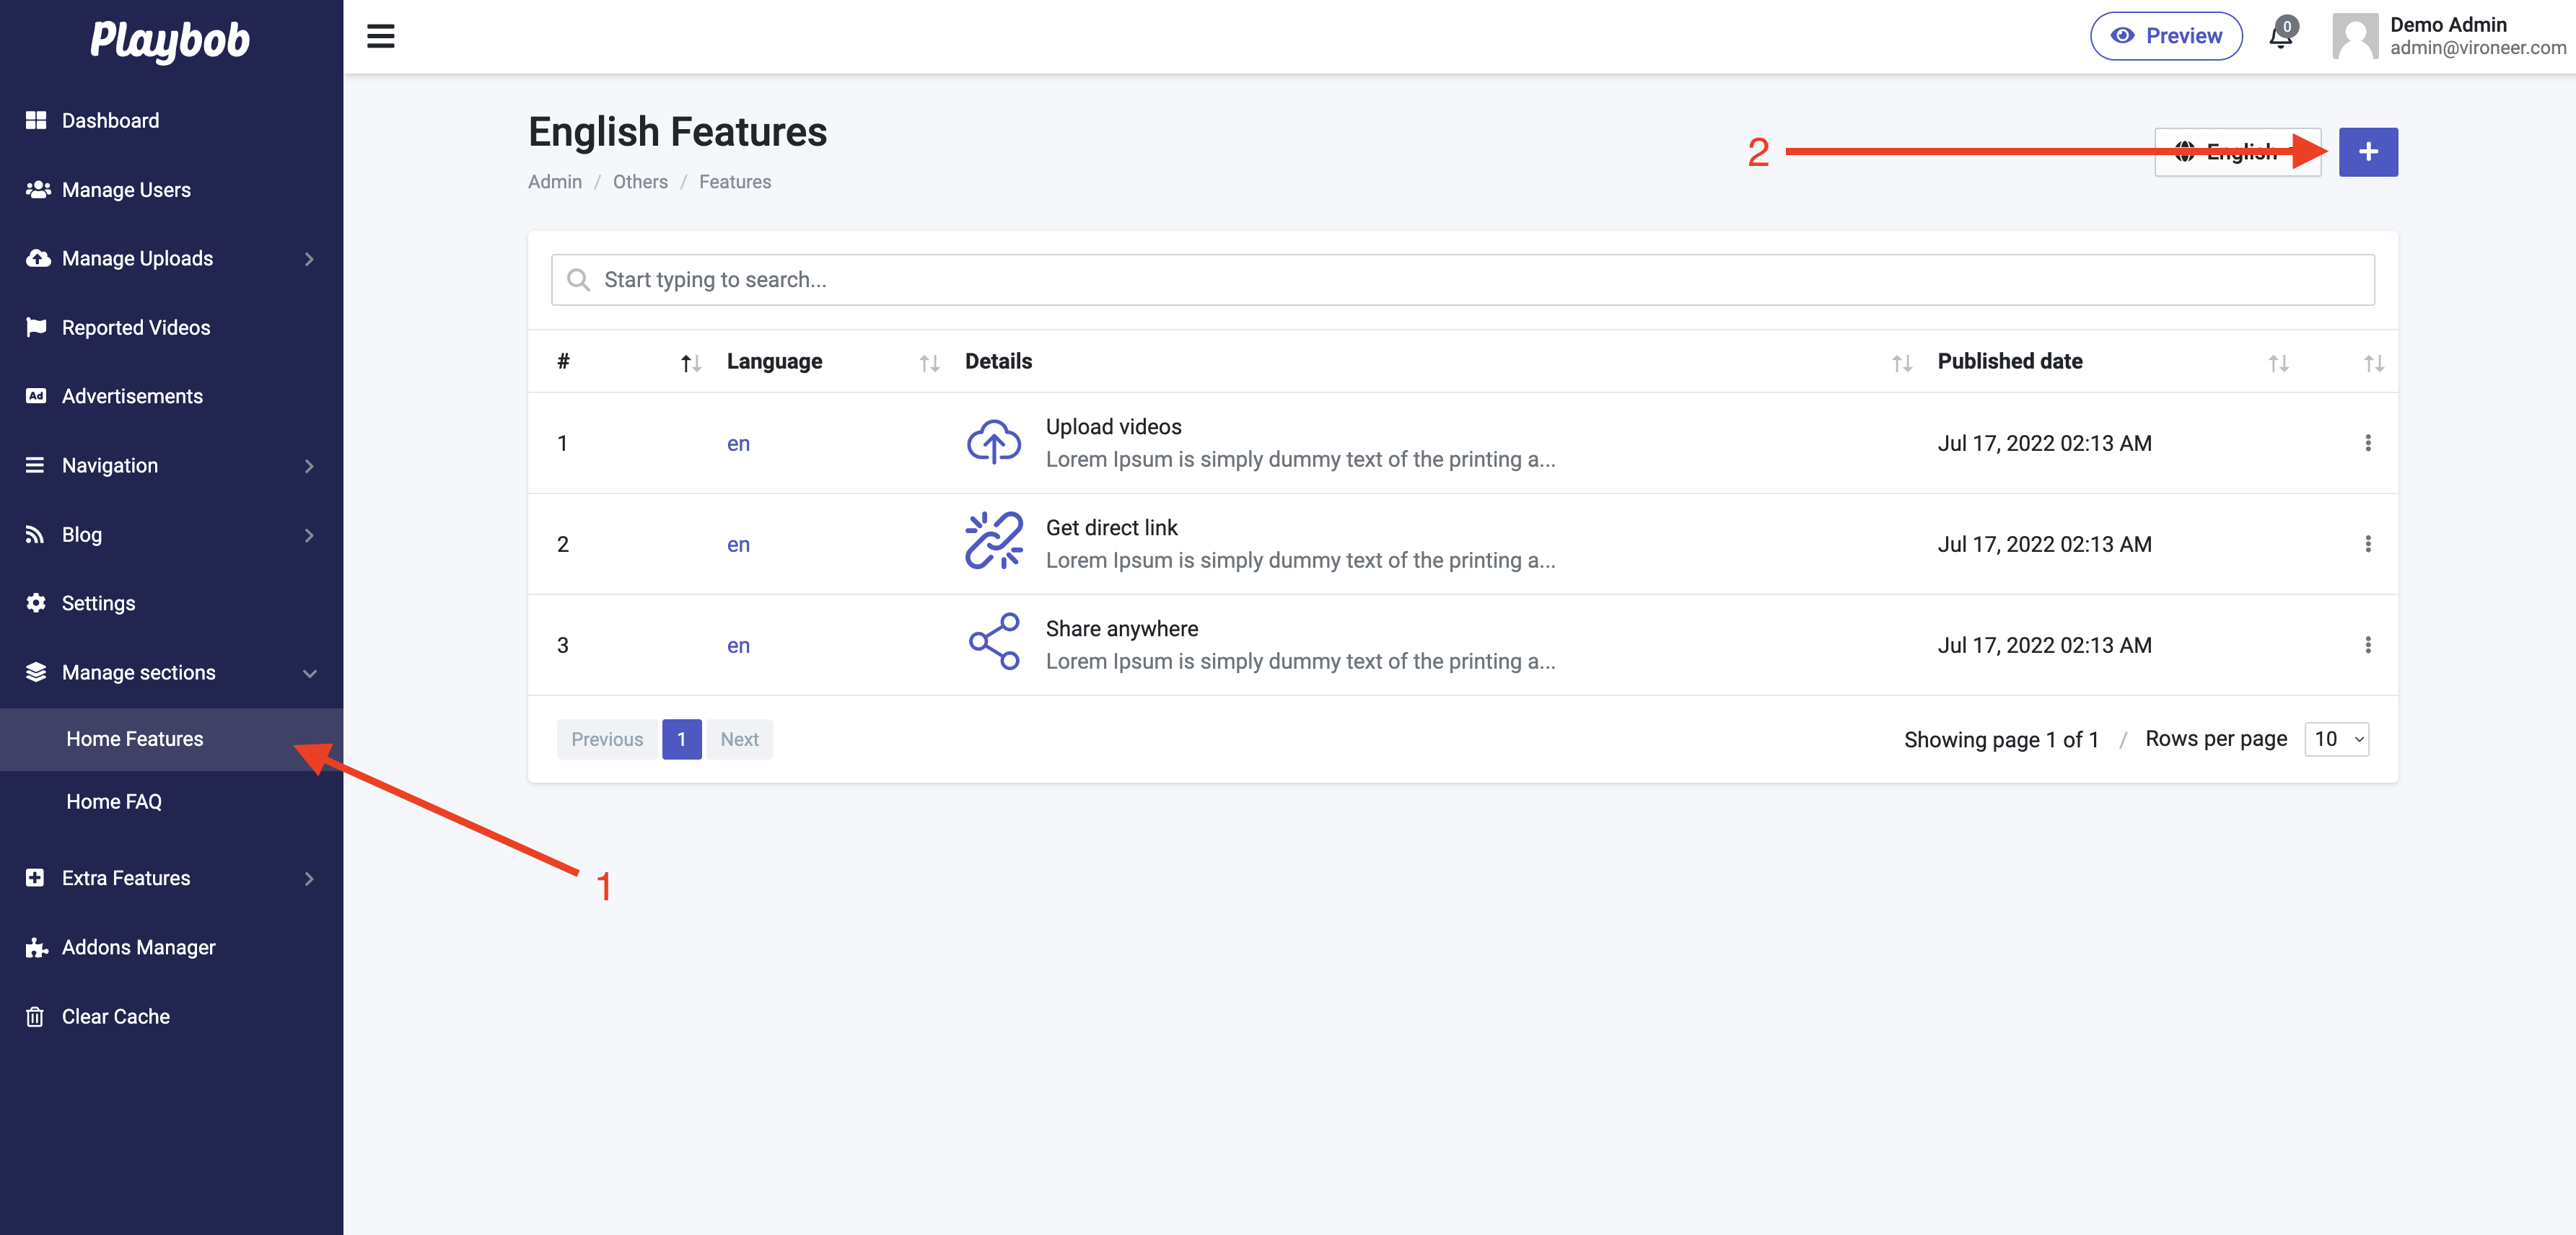 Playbob
Preview
0
Demo Admin
admin@vironeer.com
Dashboard
Manage Users
Manage Uploads
Reported Videos
Ad Advertisements
Navigation
Blog
Settings
Manage sections
Home Features
Home FAQ
Extra Features
Addons Manager
Clear Cache
English Features
Admin / Others / Features
2
English
+
Start typing to search...
# Language Details Published date
1 en Upload videos Jul 17, 2022 02:13 AM
Lorem Ipsum is simply dummy text of the printing a...
2 en Get direct link Jul 17, 2022 02:13 AM
Lorem Ipsum is simply dummy text of the printing a...
3 en Share anywhere Jul 17, 2022 02:13 AM
Lorem Ipsum is simply dummy text of the printing a...
Previous 1 Next Showing page 1 of 1 / Rows per page 10
1